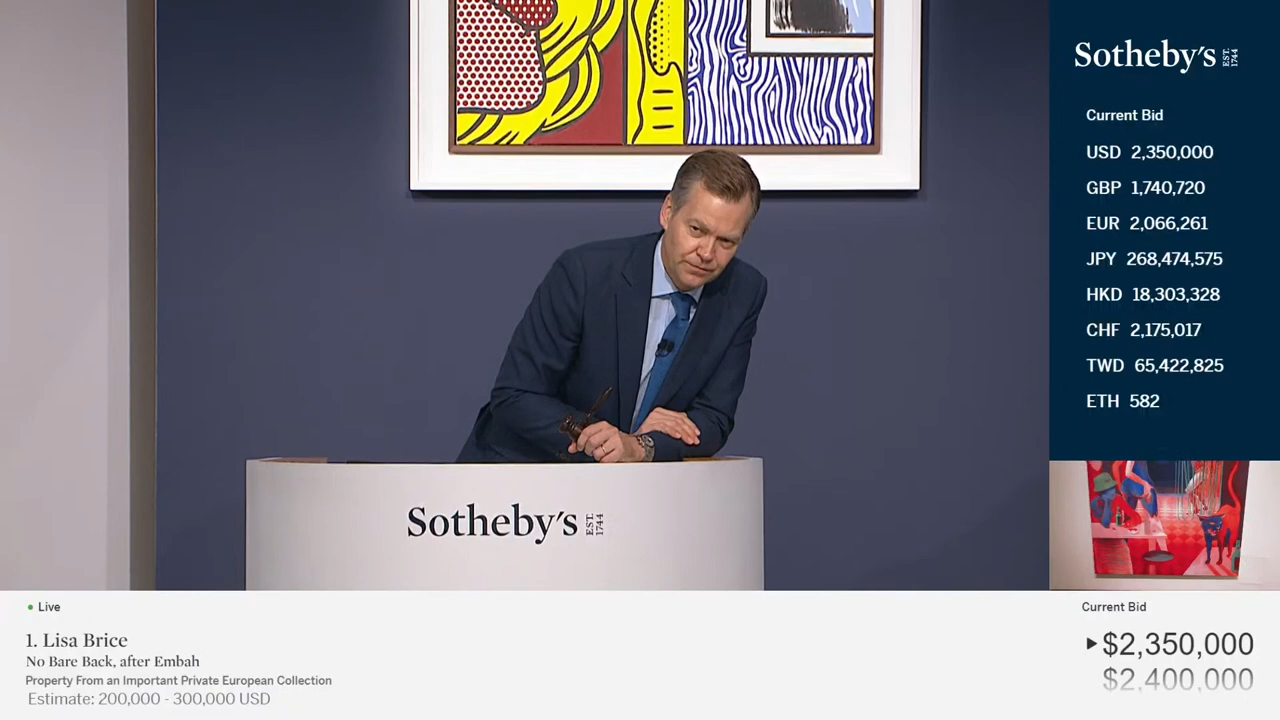 Sotheby's EST. 1744
Current Bid
USD 2,350,000
GBP 1,740,720
EUR 2,066,261
JPY 268,474,575
HKD 18,303,328
CHF 2,175,017
TWD 65,422,825
ETH 582
Sotheby's EST. 1744
Live
1. Lisa Brice
No Bare Back, after Embah
Property From an Important Private European Collection
Estimate: 200,000 - 300,000 USD
Current Bid
$2,350,000
$2,400,000